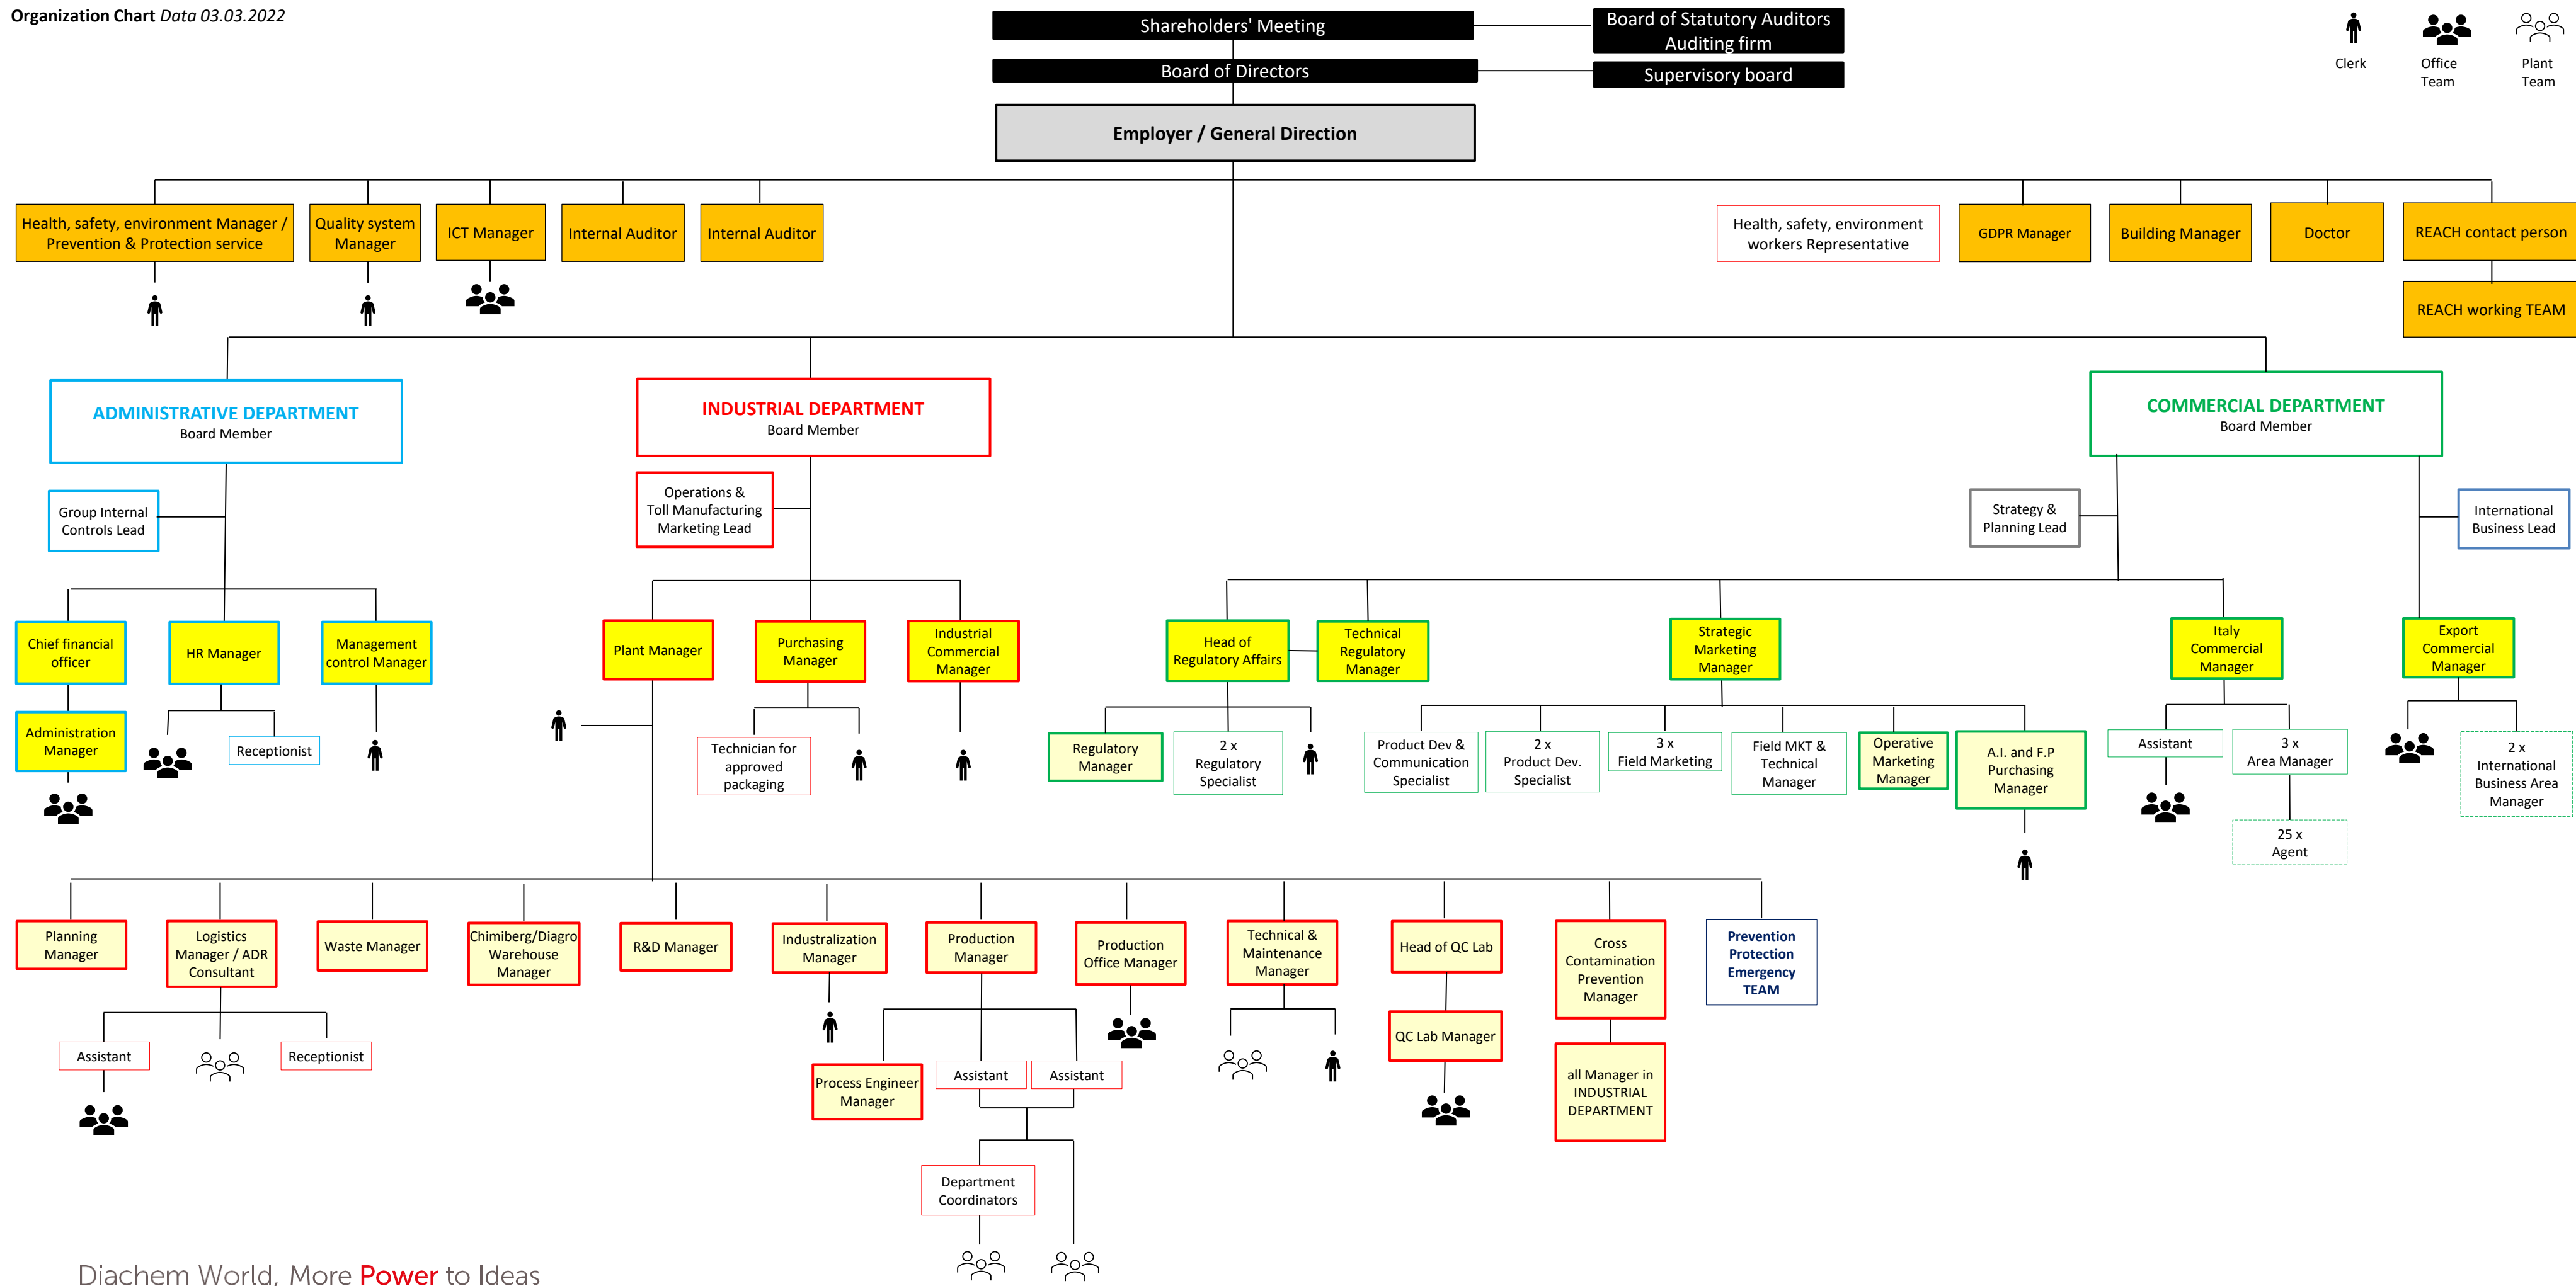 Organization Chart Data 03.03.2022
Shareholders' Meeting
Board of Statutory Auditors
Auditing firm
Board of Directors
Supervisory board
Clerk
Office
Team
Plant
Team
Employer / General Direction
Health, safety, environment Manager /
Prevention & Protection service
Quality system
Manager
ICT Manager
Internal Auditor
Internal Auditor
Health, safety, environment
workers Representative
GDPR Manager
Building Manager
Doctor
REACH contact person
REACH working TEAM
ADMINISTRATIVE DEPARTMENT
Board Member
INDUSTRIAL DEPARTMENT
Board Member
COMMERCIAL DEPARTMENT
Board Member
Group Internal
Controls Lead
Operations &
Toll Manufacturing
Marketing Lead
Strategy &
Planning Lead
International
Business Lead
Chief financial
officer
HR Manager
Management
control Manager
Plant Manager
Purchasing
Manager
Industrial
Commercial
Manager
Head of
Regulatory Affairs
Technical
Regulatory
Manager
Strategic
Marketing
Manager
Italy
Commercial
Manager
Export
Commercial
Manager
Administration
Manager
Receptionist
Technician for
approved
packaging
Regulatory
Manager
2 x
Regulatory
Specialist
Product Dev &
Communication
Specialist
2 x
Product Dev.
Specialist
3 x
Field Marketing
Field MKT &
Technical
Manager
Operative
Marketing
Manager
A.I. and F.P
Purchasing
Manager
Assistant
3 x
Area Manager
2 x
International
Business Area
Manager
25 x
Agent
Planning
Manager
Logistics
Manager / ADR
Consultant
Waste Manager
Chimiberg/Diagro
Warehouse
Manager
R&D Manager
Industralization
Manager
Production
Manager
Production
Office Manager
Technical &
Maintenance
Manager
Head of QC Lab
Cross
Contamination
Prevention
Manager
Prevention
Protection
Emergency
TEAM
Assistant
Receptionist
Process Engineer
Manager
Assistant
Assistant
QC Lab Manager
all Manager in
INDUSTRIAL
DEPARTMENT
Department
Coordinators
Diachem World, More Power to Ideas